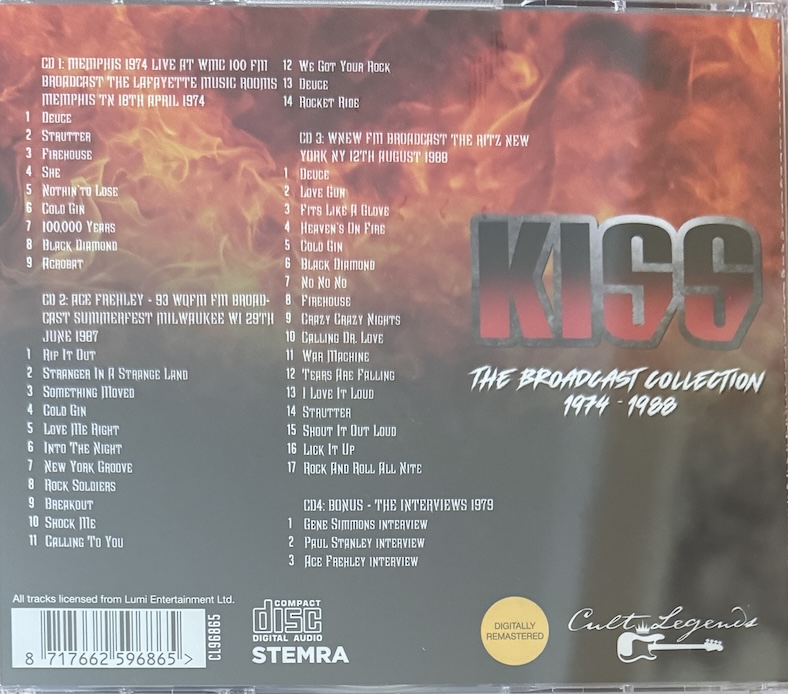 CD 1: MEMPHIS 1974 LIVE AT WMC 100 FM
BROADCAST THE LAFAYETTE MUSIC ROOMS
MEMPHIS TN 18TH APRIL 1974
1 DEUCE
2 STRUTTER
3 FIREHOUSE
4 SHE
5 NOTHIN'TO LOSE
6 COLD GIN
7 100,000 YEARS
8 BLACK DIAMOND
9 ACROBAT
CD 2: ACE FREHLEY - 93 WQFM FM BROAD-
CAST SUMMERFEST MILWAUKEE WI 29TH
JUNE 1987
1 RIP IT OUT
2 STRANGER IN A STRANGE LAND
3 SOMETHING MOVED
4 COLD GIN
5 LOVE ME RIGHT
6 INTO THE NIGHT
7 NEW YORK GROOVE
8 ROCK SOLDIERS
9 BREAKOUT
10 SHOCK ME
11 CALLING TO YOU
12 WE GOT YOUR ROCK
13 DEUCE
14 ROCKET RIDE
CD 3: WNEW FM BROADCAST THE RITZ NEW
YORK NY 12TH AUGUST 1988
1 DEUCE
2 LOVE GUN
3 FITS LIKE A GLOVE
4 HEAVEN'S ON FIRE
5 COLD GIN
6 BLACK DIAMOND
7 NO NO NO
8 FIREHOUSE
9 CRAZY CRAZY NIGHTS
10 CALLING DR. LOVE
11 WAR MACHINE
12 TEARS ARE FALLING
13 I LOVE IT LOUD
14 STRUTTER
15 SHOUT IT OUT LOUD
16 LICK IT UP
17 ROCK AND ROLL ALL NITE
CD4: BONUS - THE INTERVIEWS 1979
1 GENE SIMMONS INTERVIEW
2 PAUL STANLEY INTERVIEW
3 ACE FREHLEY INTERVIEW
KISS
THE BROADCAST COLLECTION
1974 - 1988
All tracks licensed from Lumi Entertainment Ltd.
8 717662 596865 >
CL96865
COMPACT
disc
DIGITAL AUDIO
STEMRA
DIGITALLY
REMASTERED
Cult Legends